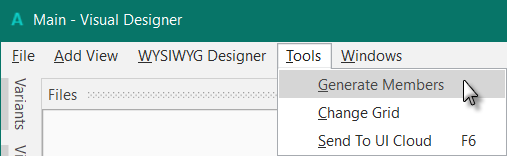 A Main - Visual Designer
File Add View WYSIWYG Designer Tools Windows
Generate Members
Change Grid
Send To UI Cloud F6
Variants
Files